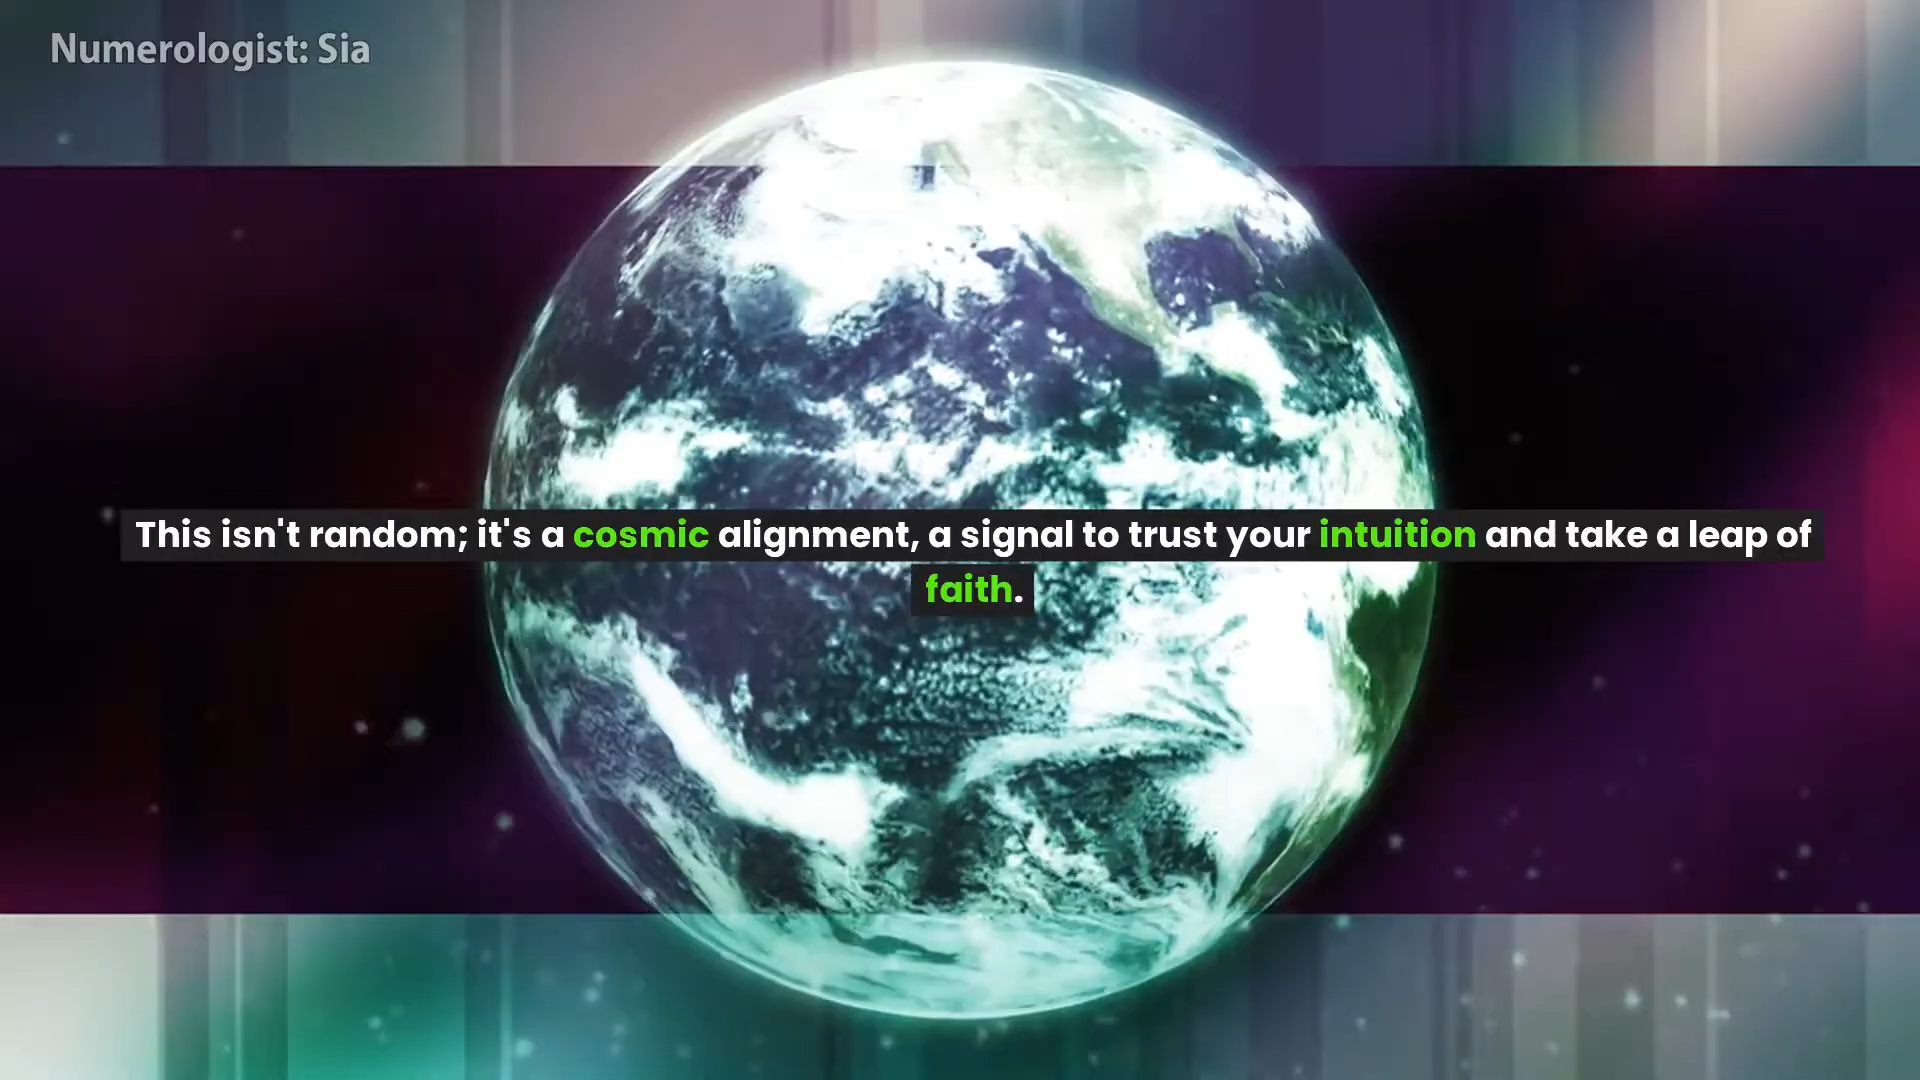 Numerologist: Sia
This isn't random; it's a cosmic alignment, a signal to trust your intuition and take a leap of
faith.